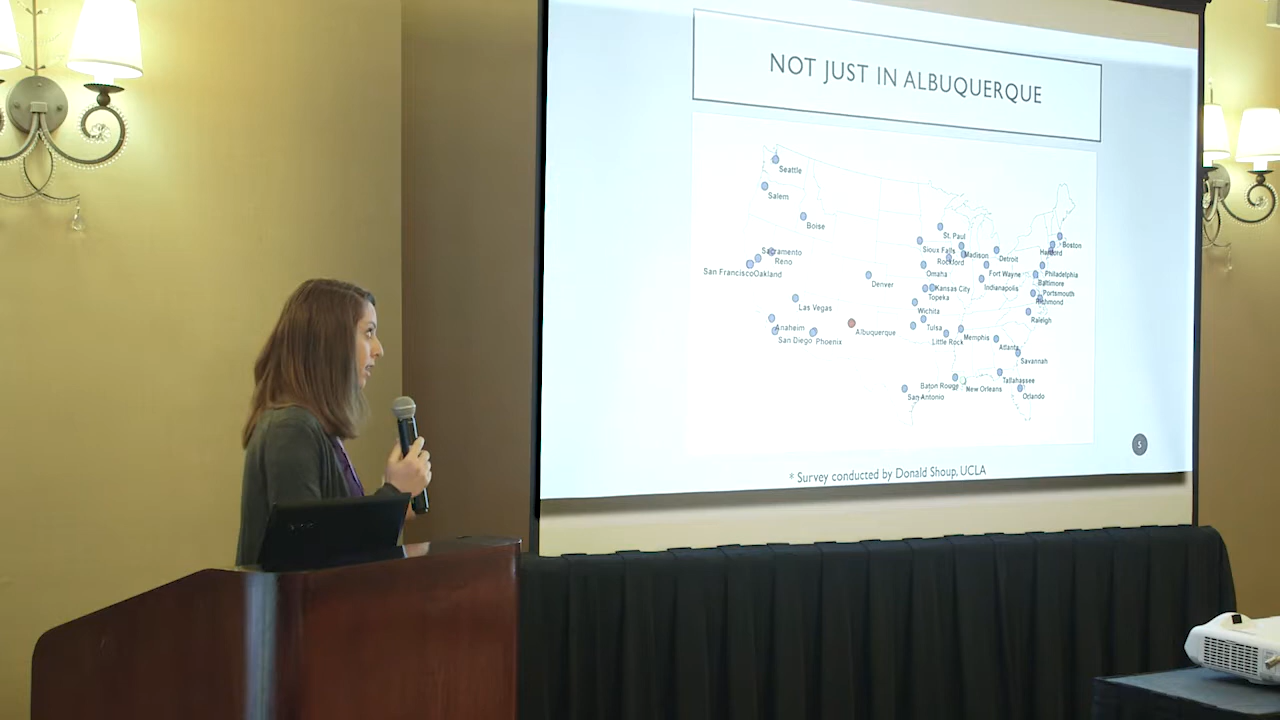 NOT JUST IN ALBUQUERQUE
Seattle
Salem
Boise
Sacramento
Reno
San Francisco
Oakland
Denver
Las Vegas
Anaheim
San Diego
Phoenix
Albuquerque
St. Paul
Sioux Falls
Madison
Rockford
Detroit
Boston
Hartford
Omaha
Fort Wayne
Philadelphia
Kansas City
Indianapolis
Baltimore
Topeka
Portsmouth
Richmond
Wichita
Raleigh
Tulsa
Little Rock
Memphis
Atlanta
Savannah
Baton Rouge
New Orleans
Tallahassee
San Antonio
Orlando
5
* Survey conducted by Donald Shoup, UCLA